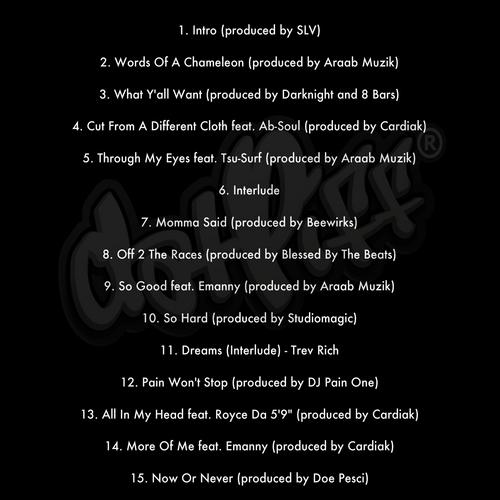 1. Intro (produced by SLV)
2. Words Of A Chameleon (produced by Araab Muzik)
3. What Y'all Want (produced by Darknight and 8 Bars)
4. Cut From A Different Cloth feat. Ab-Soul (produced by Cardiak)
5. Through My Eyes feat. Tsu-Surf (produced by Araab Muzik)
6. Interlude
7. Momma Said (produced by Beewirks)
8. Off 2 The Races (produced by Blessed By The Beats)
9. So Good feat. Emanny (produced by Araab Muzik)
10. So Hard (produced by Studiomagic)
11. Dreams (Interlude) - Trev Rich
12. Pain Won't Stop (produced by DJ Pain One)
13. All In My Head feat. Royce Da 5'9" (produced by Cardiak)
14. More Of Me feat. Emanny (produced by Cardiak)
15. Now Or Never (produced by Doe Pesci)
DatPiff®